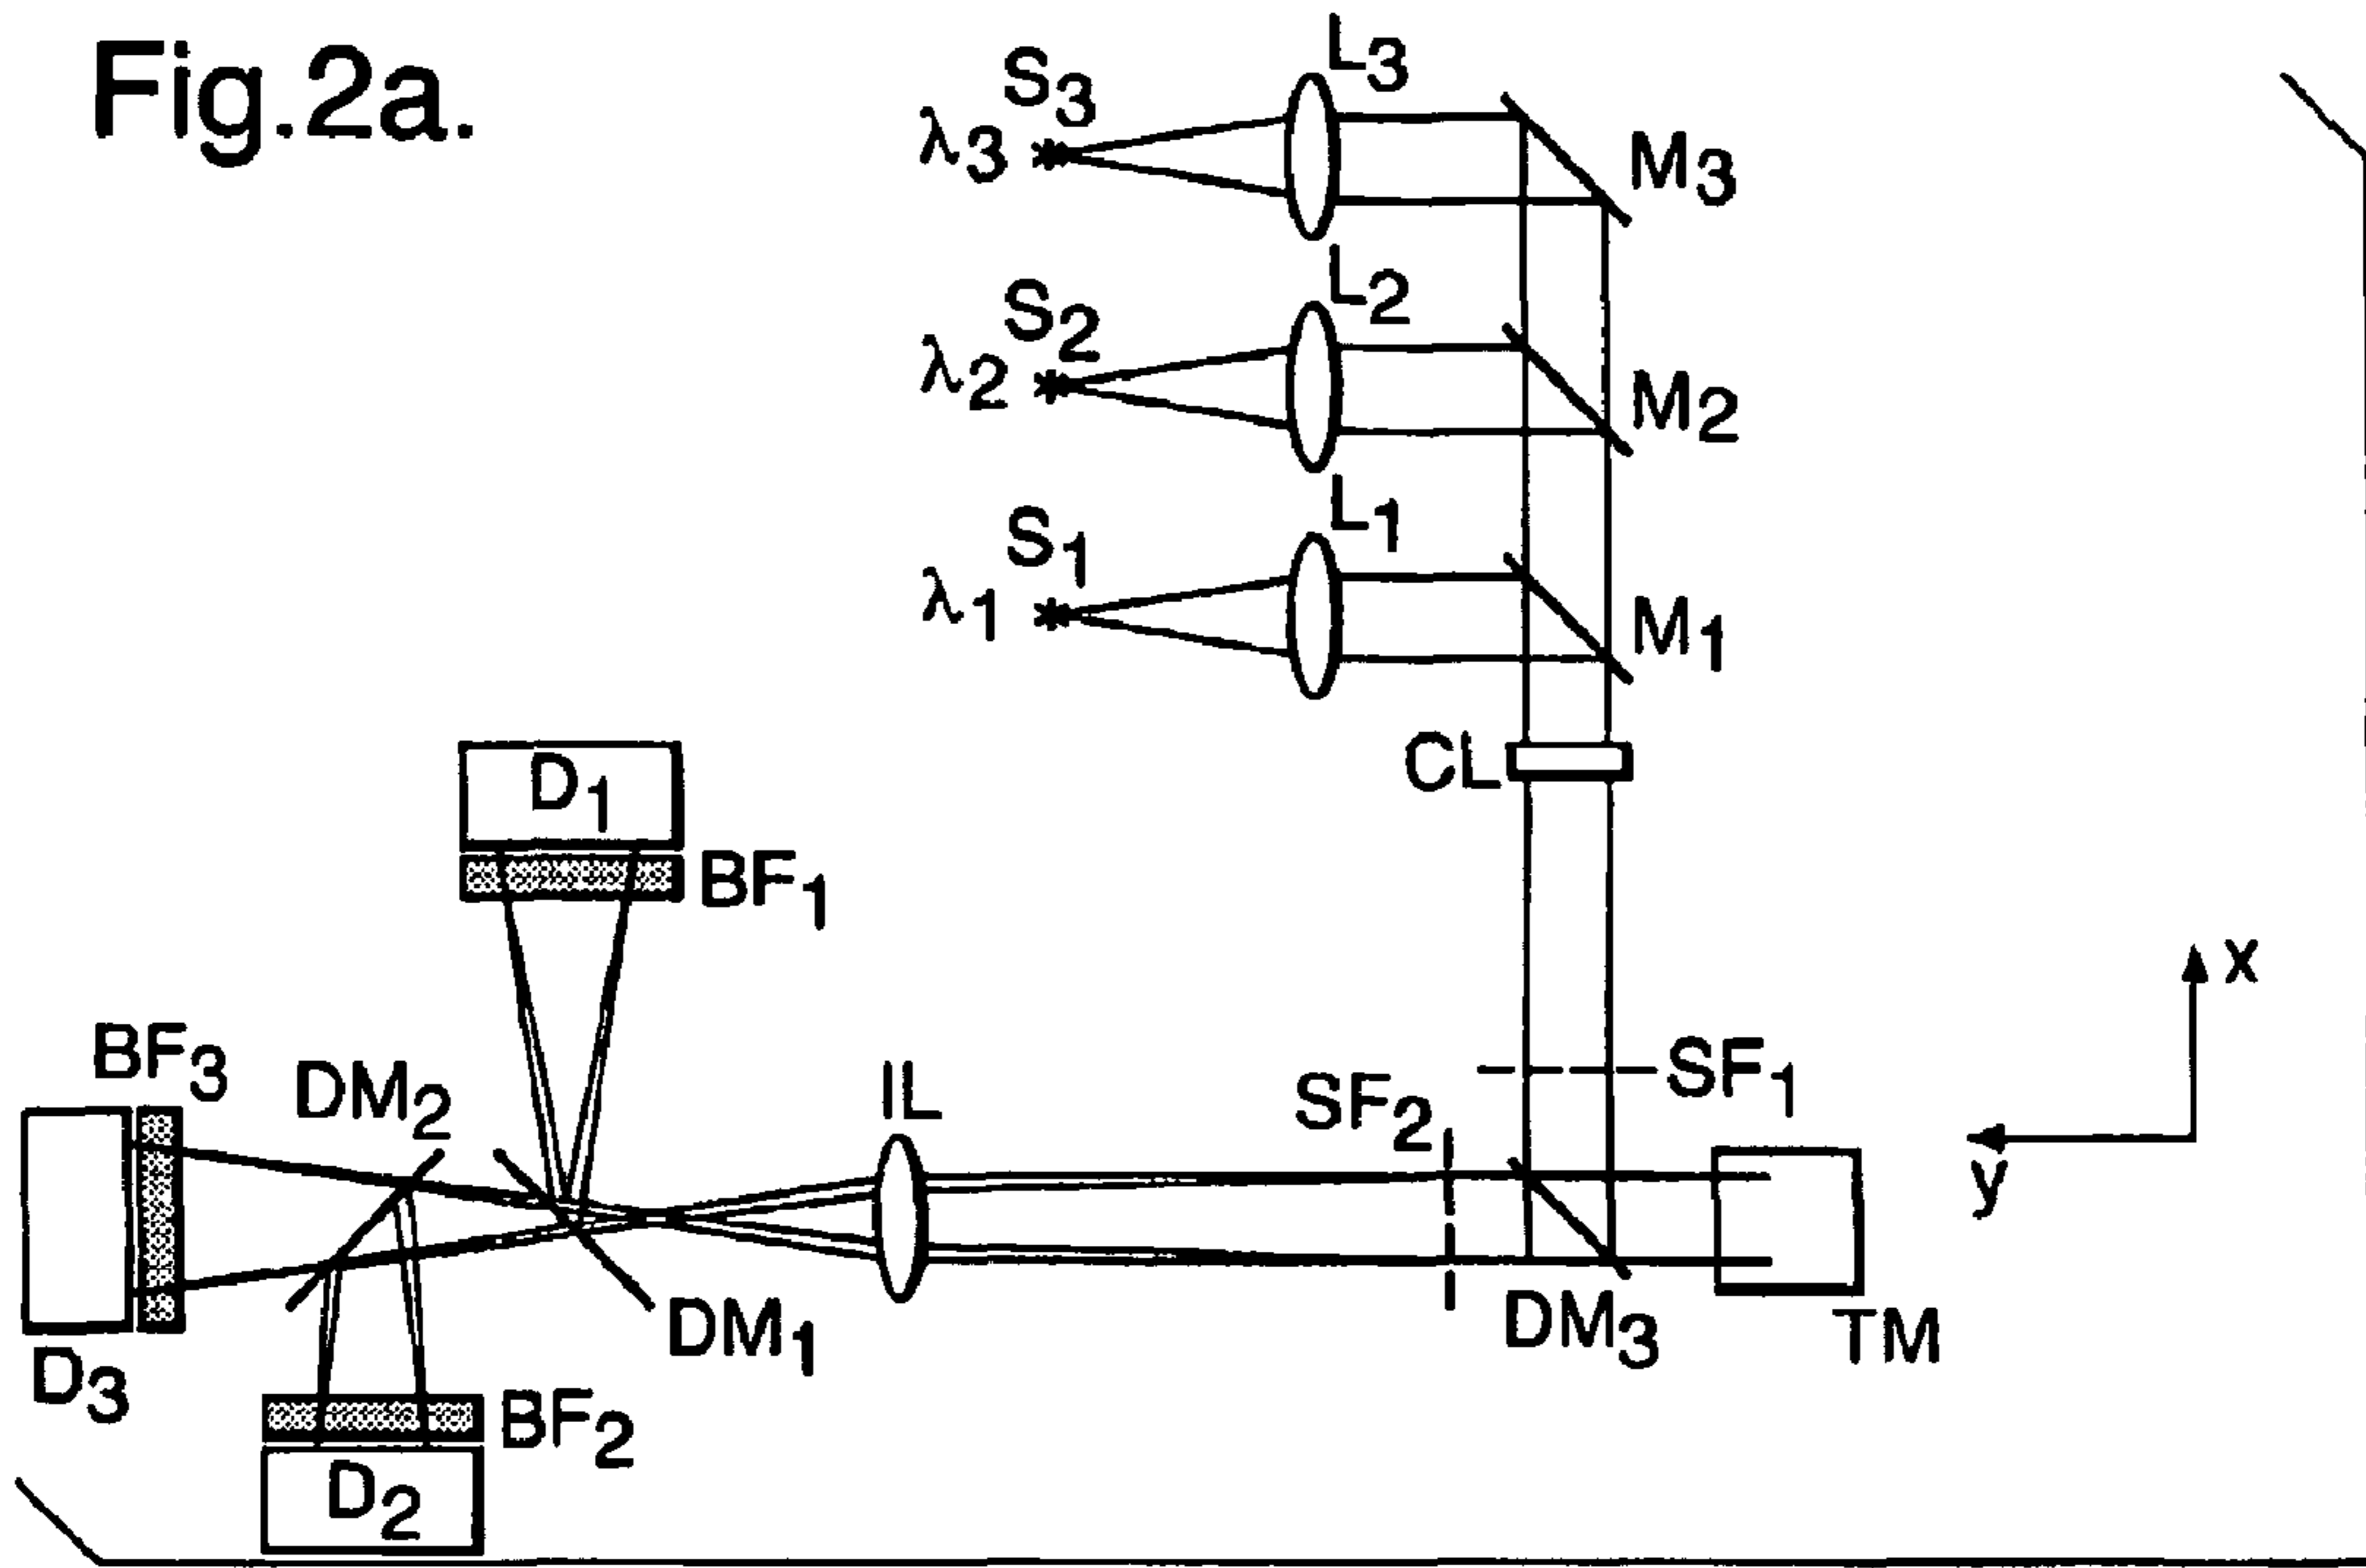 Fig.2a.
L3
S3
λ3
M3
L2
S2
λ2
M2
L1
S1
λ1
M1
CL
D1
BF1
x
BF3
DM2
IL
SF2
SF1
y
DM1
DM3
TM
D3
BF2
D2